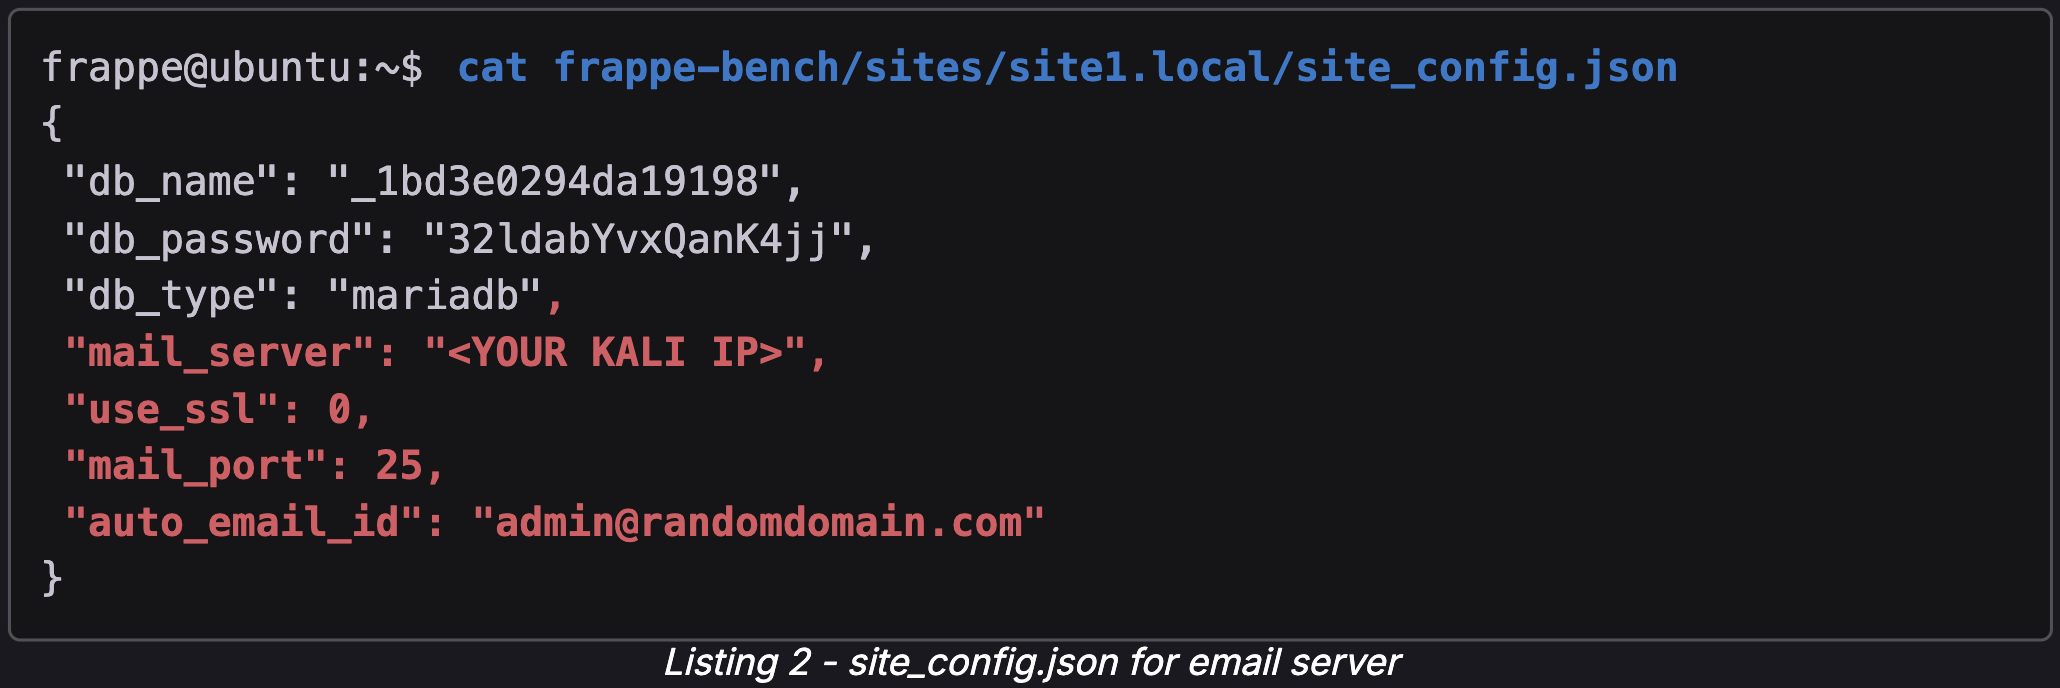 frappe@ubuntu:~$ cat frappe-bench/sites/site1.local/site_config.json
{
 "db_name": "_1bd3e0294da19198",
 "db_password": "32ldabYvxQanK4jj",
 "db_type": "mariadb",
 "mail_server": "<YOUR KALI IP>",
 "use_ssl": 0,
 "mail_port": 25,
 "auto_email_id": "admin@randomdomain.com"
}
Listing 2 - site_config.json for email server